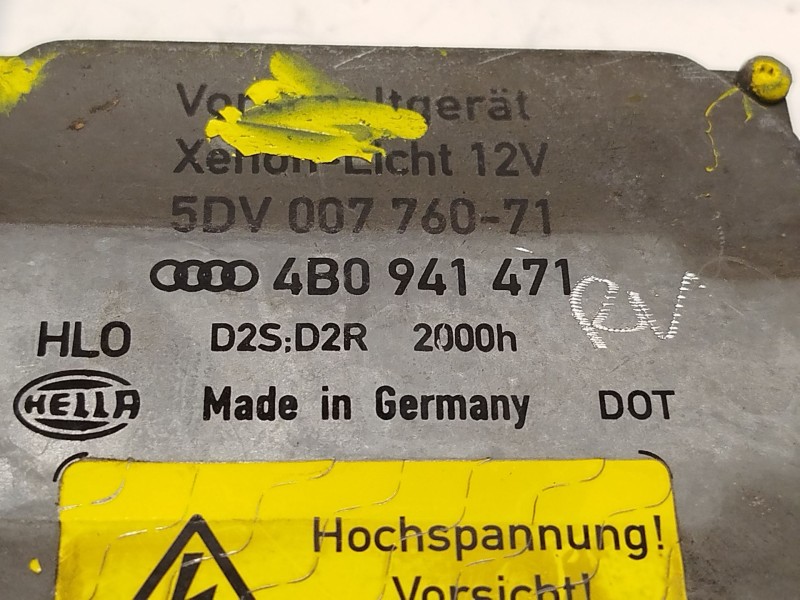 Xenon-Licht 12V
5DV 007 760-71
4B0 941 471
HLO D2S;D2R 2000h
HELLA Made in Germany DOT
Hochspannung!
Vorsicht!